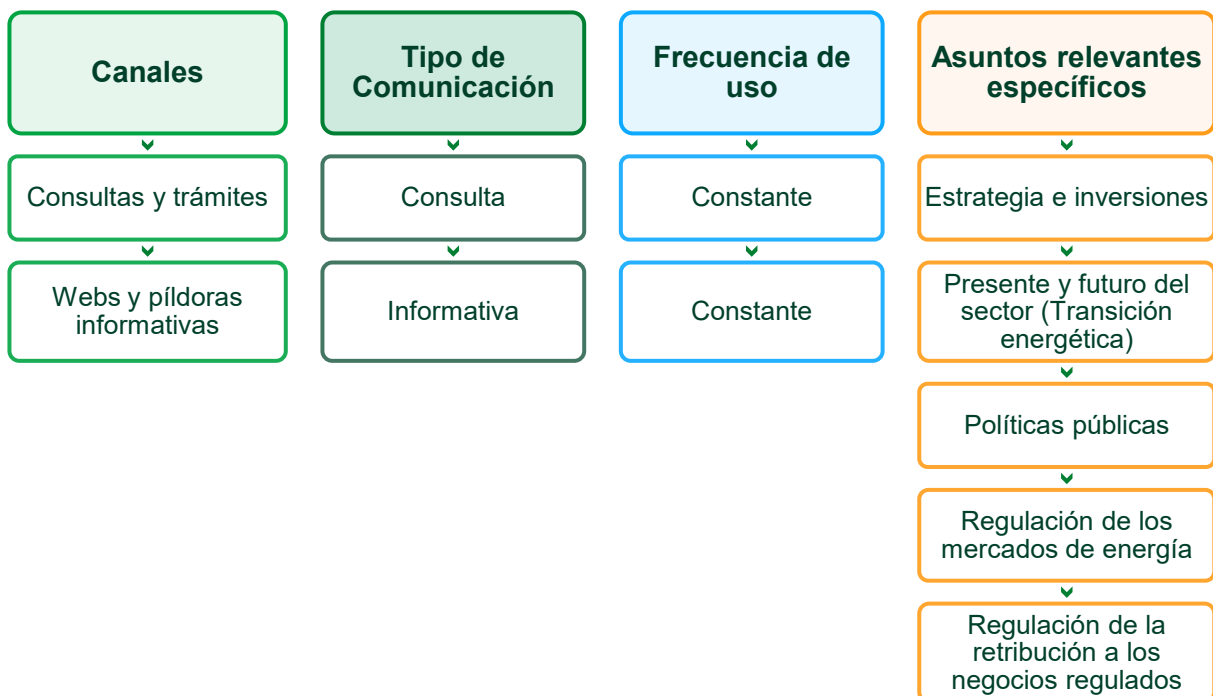 Canales
Consultas y trámites
Webs y píldoras
informativas
Tipo de
Comunicación
Consulta
Informativa
Frecuencia de
uso
Constante
Constante
Asuntos relevantes
específicos
Estrategia e inversiones
Presente y futuro del
sector (Transición
energética)
Políticas públicas
Regulación de los
mercados de energía
Regulación de la
retribución a los
negocios regulados